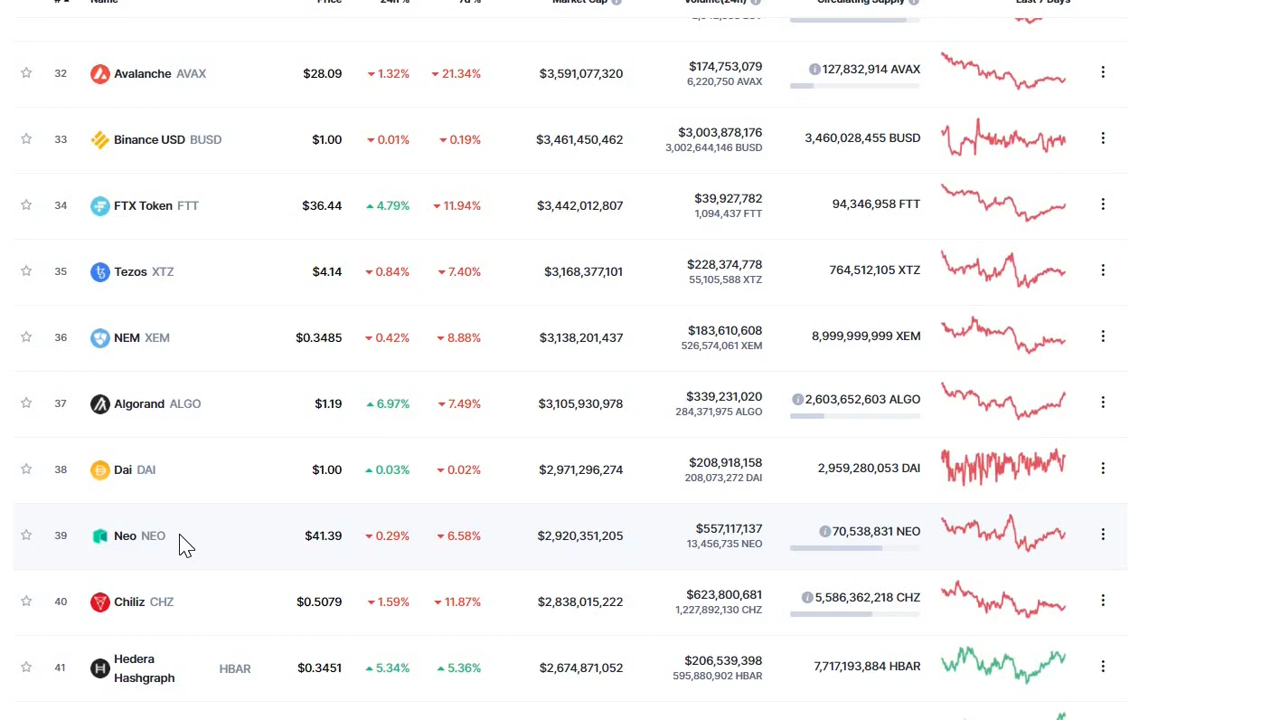 # Name Price 24h % 7d % Market Cap Volume(24h) Circulating Supply Last 7 Days
32 Avalanche AVAX $28.09 1.32% 21.34% $3,591,077,320 $174,753,079 127,832,914 AVAX
6,220,750 AVAX
33 Binance USD BUSD $1.00 0.01% 0.19% $3,461,450,462 $3,003,878,176 3,460,028,455 BUSD
3,002,644,146 BUSD
34 FTX Token FTT $36.44 4.79% 11.94% $3,442,012,807 $39,927,782 94,346,958 FTT
1,094,437 FTT
35 Tezos XTZ $4.14 0.84% 7.40% $3,168,377,101 $228,374,778 764,512,105 XTZ
55,105,588 XTZ
36 NEM XEM $0.3485 0.42% 8.88% $3,138,201,437 $183,610,608 8,999,999,999 XEM
526,574,061 XEM
37 Algorand ALGO $1.19 6.97% 7.49% $3,105,930,978 $339,231,020 2,603,652,603 ALGO
284,371,975 ALGO
38 Dai DAI $1.00 0.03% 0.02% $2,971,296,274 $208,918,158 2,959,280,053 DAI
208,073,272 DAI
39 Neo NEO $41.39 0.29% 6.58% $2,920,351,205 $557,117,137 70,538,831 NEO
13,456,735 NEO
40 Chiliz CHZ $0.5079 1.59% 11.87% $2,838,015,222 $623,800,681 5,586,362,218 CHZ
1,227,892,130 CHZ
41 Hedera Hashgraph HBAR $0.3451 5.34% 5.36% $2,674,871,052 $206,539,398 7,717,193,884 HBAR
595,880,902 HBAR